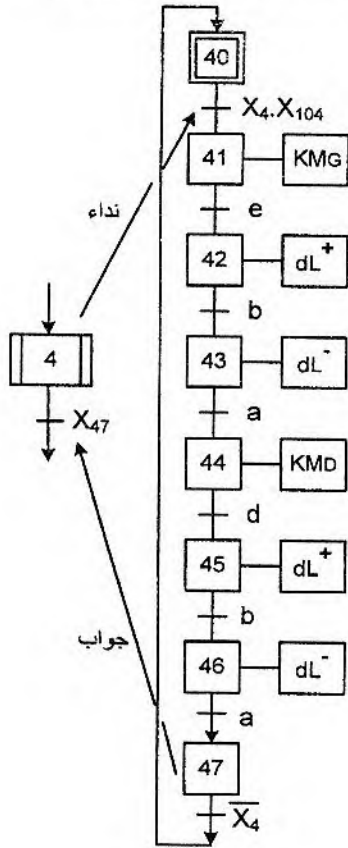 40
X₄.X₁₀₄
41 KMG
نداء
e
42 dL⁺
b
4
43 dL⁻
X₄₇
a
44 KMD
d
45 dL⁺
جواب
b
46 dL⁻
a
47
X̅₄̅